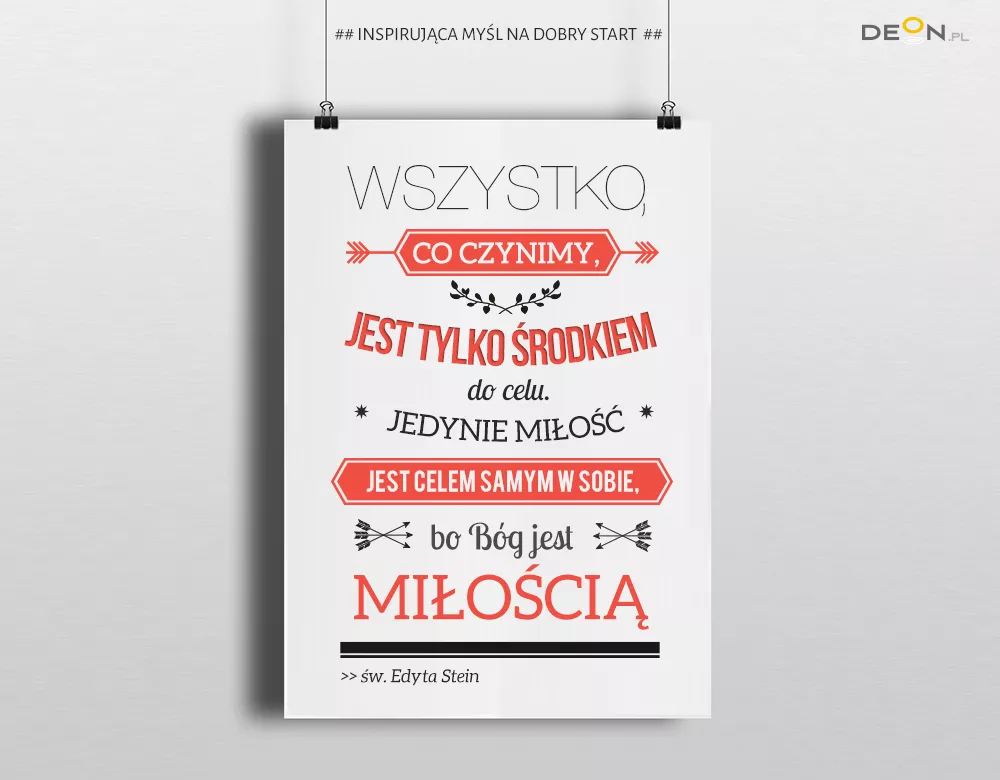 ## INSPIRUJĄCA MYŚL NA DOBRY START ##
DEON.PL
WSZYSTKO,
CO CZYNIMY,
JEST TYLKO ŚRODKIEM
do celu.
* JEDYNIE MIŁOŚĆ *
JEST CELEM SAMYM W SOBIE,
bo Bóg jest
MIŁOŚCIĄ
>> św. Edyta Stein